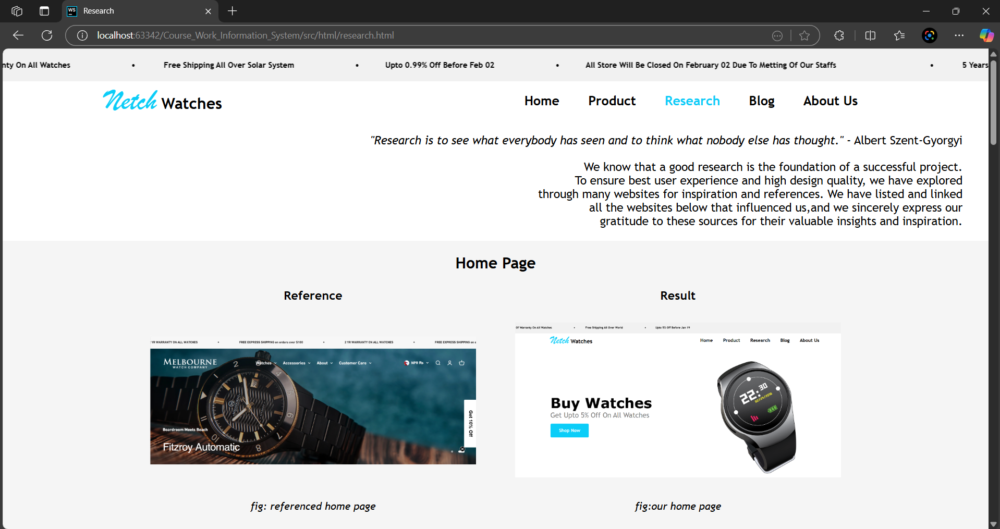 Research
localhost:63342/Course_Work_Information_System/src/html/research.html
nty On All Watches • Free Shipping All Over Solar System • Upto 0.99% Off Before Feb 02 • All Store Will Be Closed On February 02 Due To Metting Of Our Staffs • 5 Years
Netch Watches
Home Product Research Blog About Us
"Research is to see what everybody has seen and to think what nobody else has thought." - Albert Szent-Gyorgyi
We know that a good research is the foundation of a successful project.
To ensure best user experience and high design quality, we have explored
through many websites for inspiration and references. We have listed and linked
all the websites below that influenced us,and we sincerely express our
gratitude to these sources for their valuable insights and inspiration.
Home Page
Reference
YR WARRANTY ON ALL WATCHES • FREE EXPRESS SHIPPING on orders over $100 • 2 YR WARRANTY ON ALL WATCHES • FREE EXPRESS SHIPPING on
MELBOURNE
WATCH COMPANY
Watches Accessories About Customer Care NPR Rs
Get 10% Off
Boardroom Meets Beach
Fitzroy Automatic
fig: referenced home page
Result
Of Warranty On All Watches • Free Shipping All Over World • Upto 5% Off Before Jan 19
Netch Watches
Home Product Research Blog About Us
Buy Watches
Get Upto 5% Off On All Watches
Shop Now
22:30
02/24/2016
fig:our home page